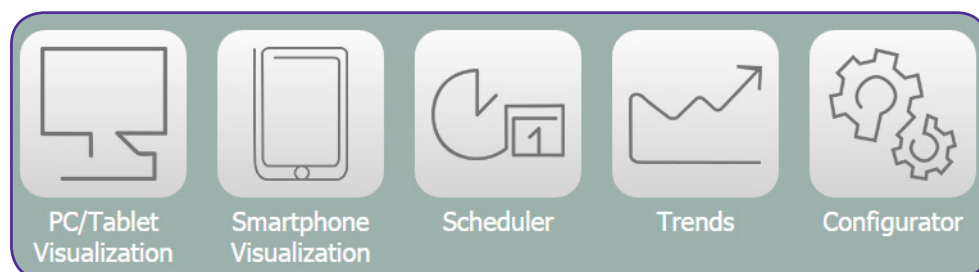 1
PC/Tablet
Visualization
Smartphone
Visualization
Scheduler
Trends
Configurator